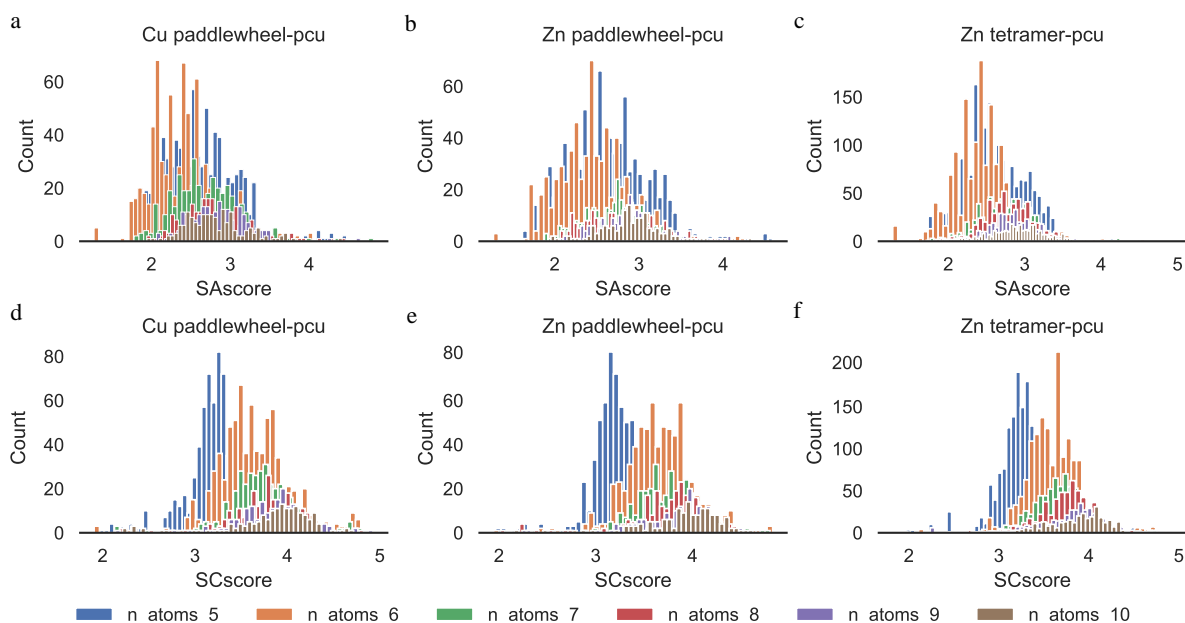 a
Cu paddlewheel-pcu
b
Zn paddlewheel-pcu
c
Zn tetramer-pcu
60
40
20
0
Count
2 3 4
SAscore
60
40
20
0
Count
2 3 4
SAscore
150
100
50
0
Count
2 3 4 5
SAscore
d
Cu paddlewheel-pcu
e
Zn paddlewheel-pcu
f
Zn tetramer-pcu
80
60
40
20
0
Count
2 3 4 5
SCscore
80
60
40
20
0
Count
2 3 4
SCscore
200
150
100
50
0
Count
2 3 4 5
SCscore
n atoms 5 n atoms 6 n atoms 7 n atoms 8 n atoms 9 n atoms 10